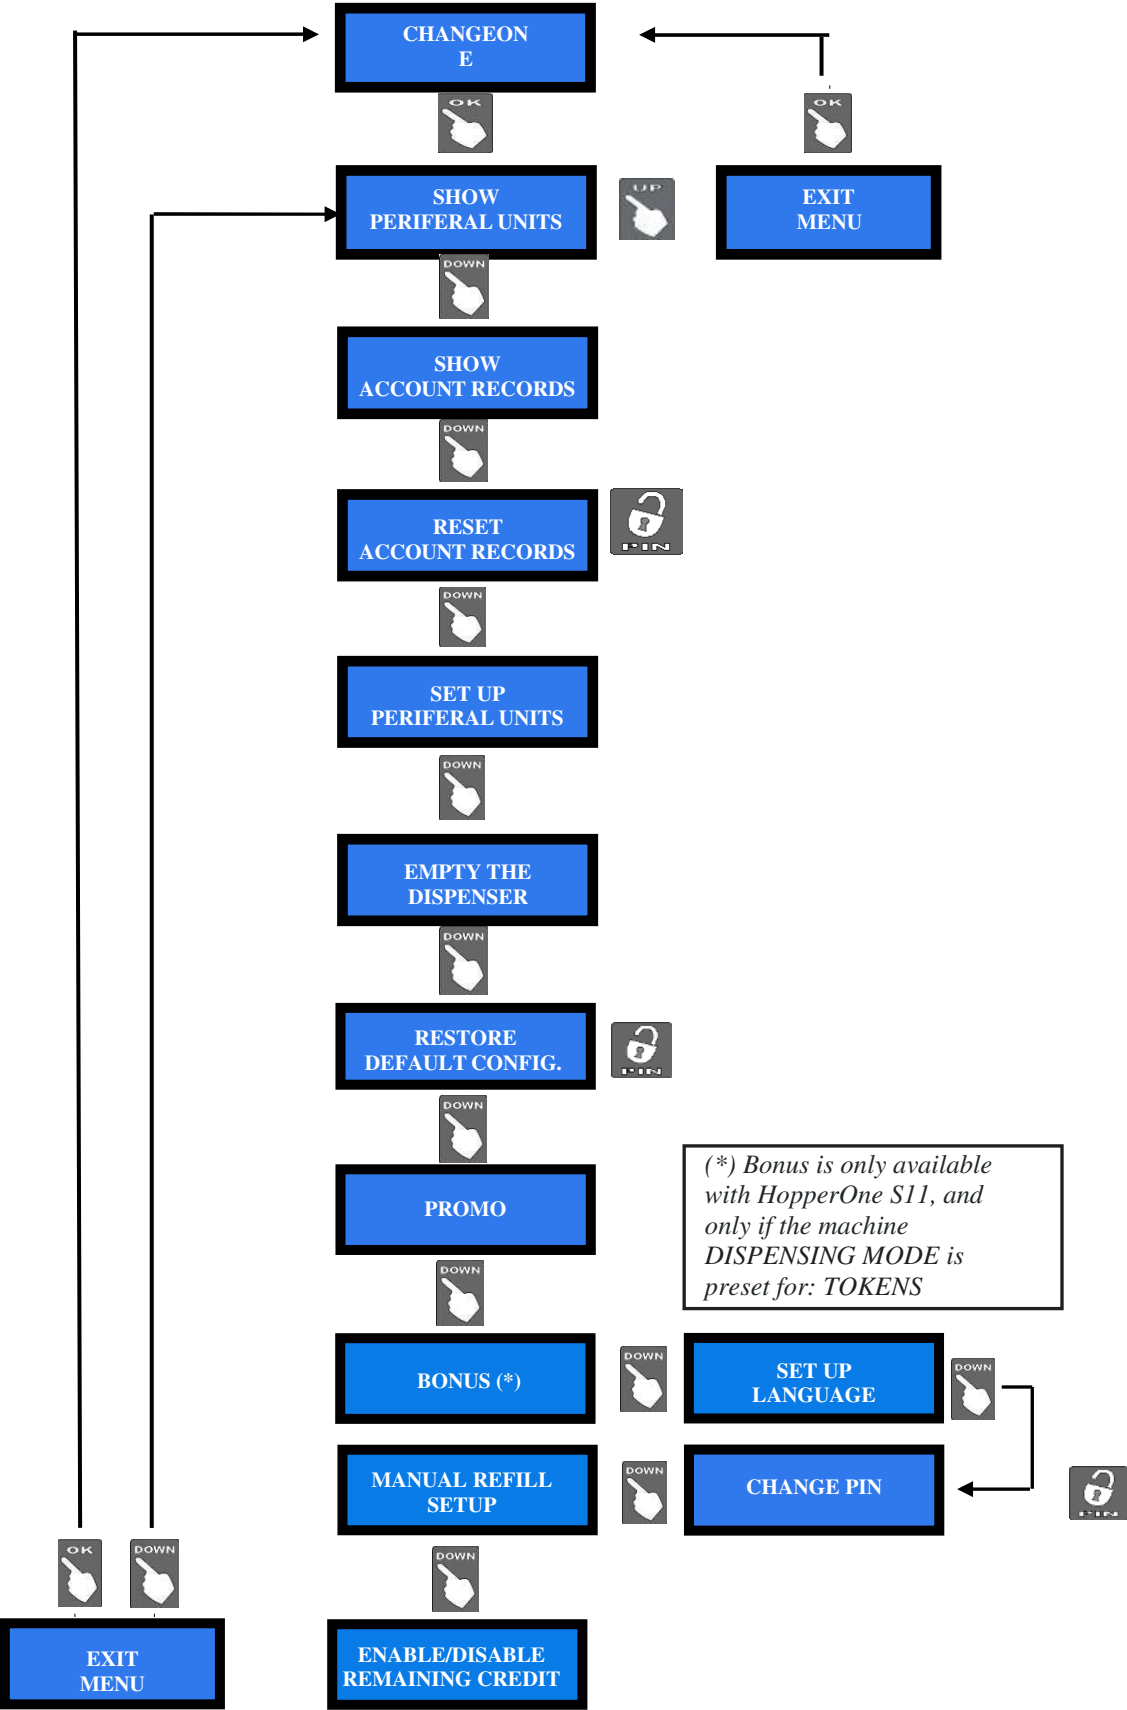 CHANGEON
E
OK
OK
SHOW
PERIFERAL UNITS
UP
EXIT
MENU
DOWN
SHOW
ACCOUNT RECORDS
DOWN
RESET
ACCOUNT RECORDS
PIN
DOWN
SET UP
PERIFERAL UNITS
DOWN
EMPTY THE
DISPENSER
DOWN
RESTORE
DEFAULT CONFIG.
PIN
DOWN
PROMO
(*) Bonus is only available
with HopperOne S11, and
only if the machine
DISPENSING MODE is
preset for: TOKENS
DOWN
BONUS (*)
DOWN
SET UP
LANGUAGE
DOWN
MANUAL REFILL
SETUP
DOWN
CHANGE PIN
PIN
OK
DOWN
DOWN
EXIT
MENU
ENABLE/DISABLE
REMAINING CREDIT